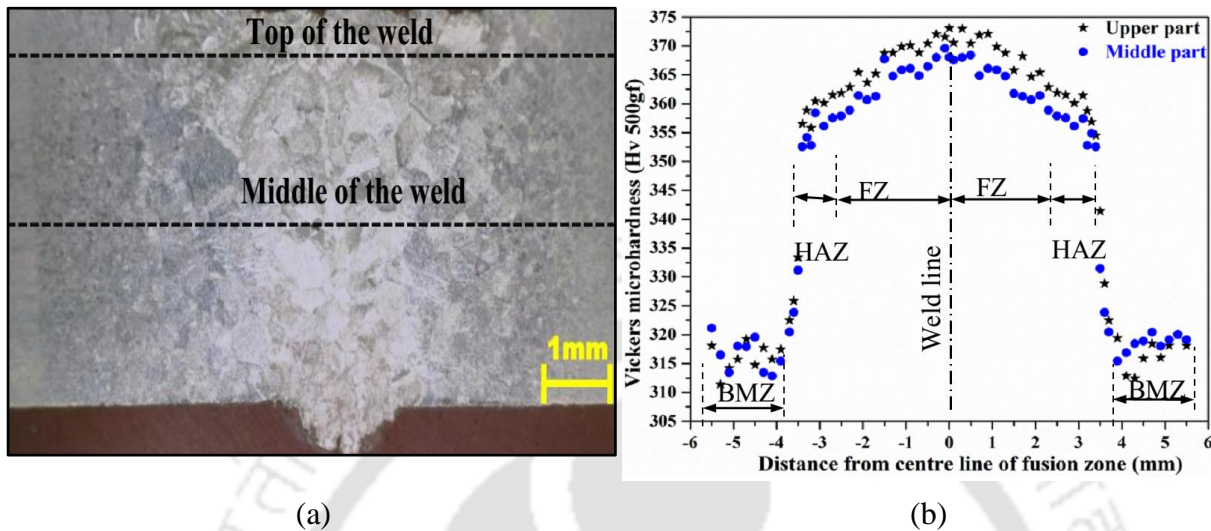 Top of the weld
Middle of the weld
1mm
(a)
Vickers microhardness (Hv 500gf)
375
370
365
360
355
350
345
340
335
330
325
320
315
310
305
Upper part
Middle part
FZ
FZ
HAZ
HAZ
Weld line
BMZ
BMZ
-6 -5 -4 -3 -2 -1 0 1 2 3 4 5 6
Distance from centre line of fusion zone (mm)
(b)